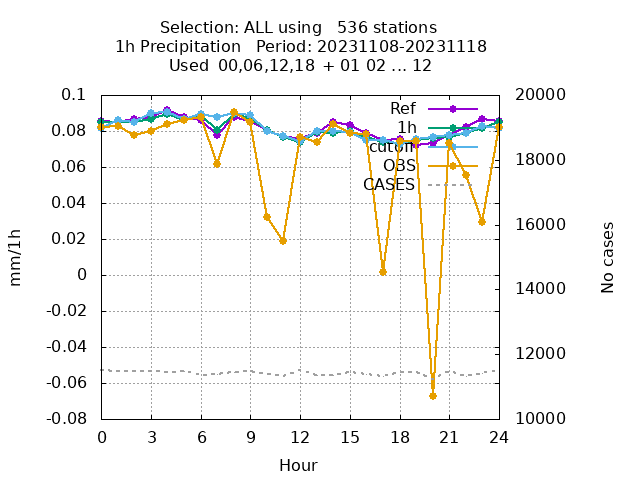 Selection: ALL using   536 stations
1h Precipitation   Period: 20231108-20231118
Used  00,06,12,18 + 01 02 ... 12
0.1
0.08
0.06
0.04
0.02
0
-0.02
-0.04
-0.06
-0.08
mm/1h
0 3 6 9 12 15 18 21 24
Hour
20000
18000
16000
14000
12000
10000
No cases
Ref
1h
cutoff
OBS
CASES